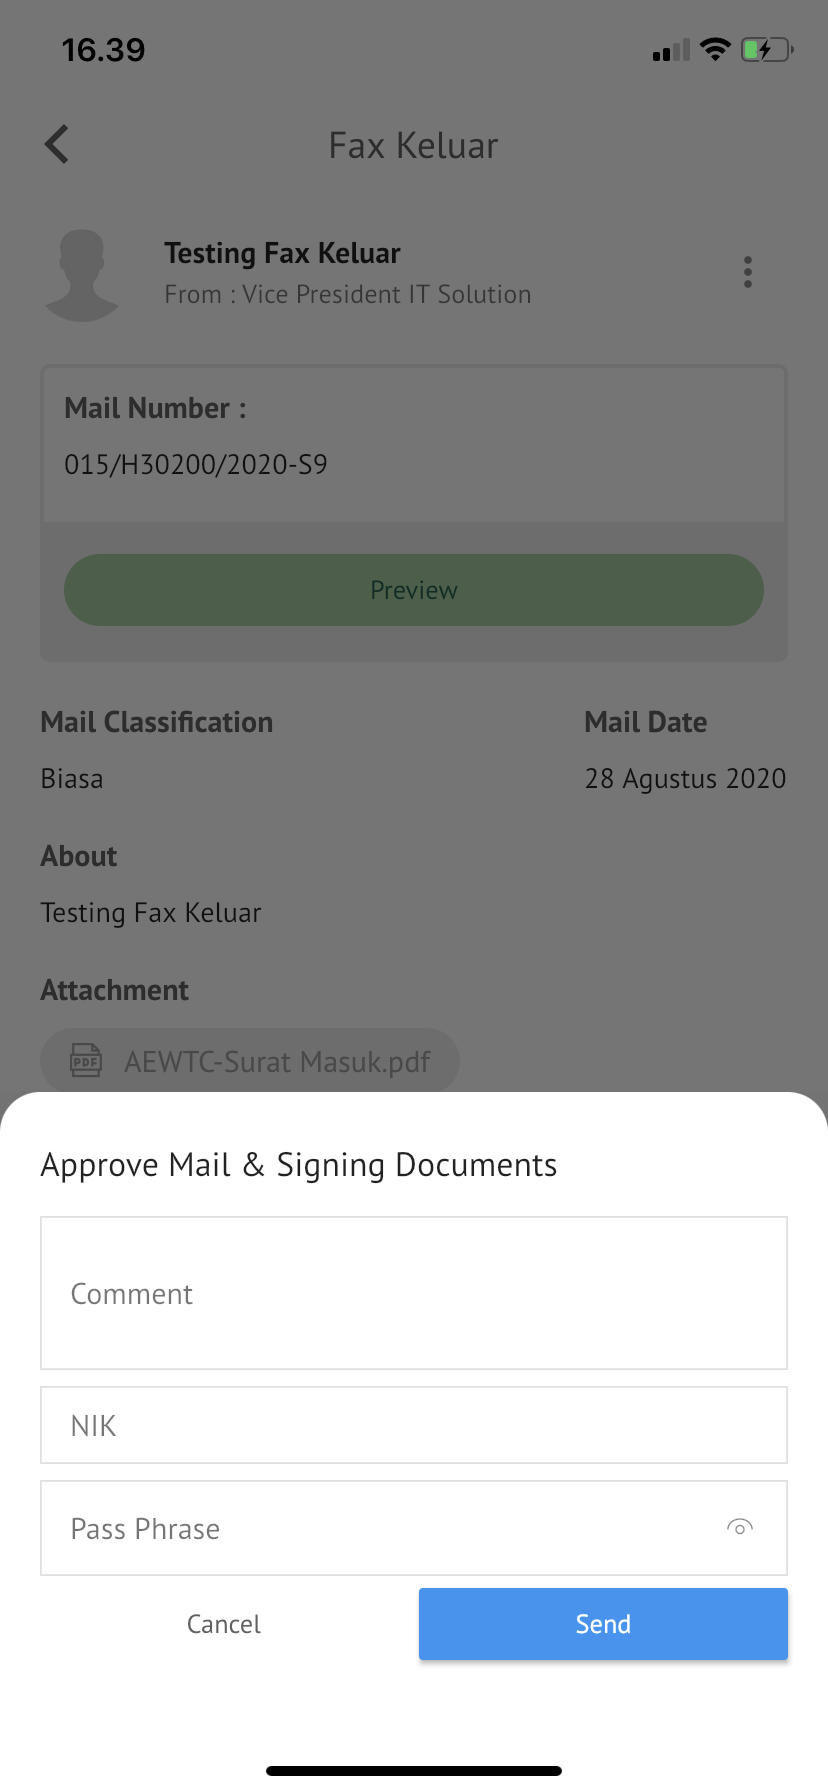 16.39
Fax Keluar
Testing Fax Keluar
From : Vice President IT Solution
Mail Number :
015/H30200/2020-S9
Preview
Mail Classification
Mail Date
Biasa
28 Agustus 2020
About
Testing Fax Keluar
Attachment
PDF
AEWTC-Surat Masuk.pdf
Approve Mail & Signing Documents
Comment
NIK
Pass Phrase
Cancel
Send